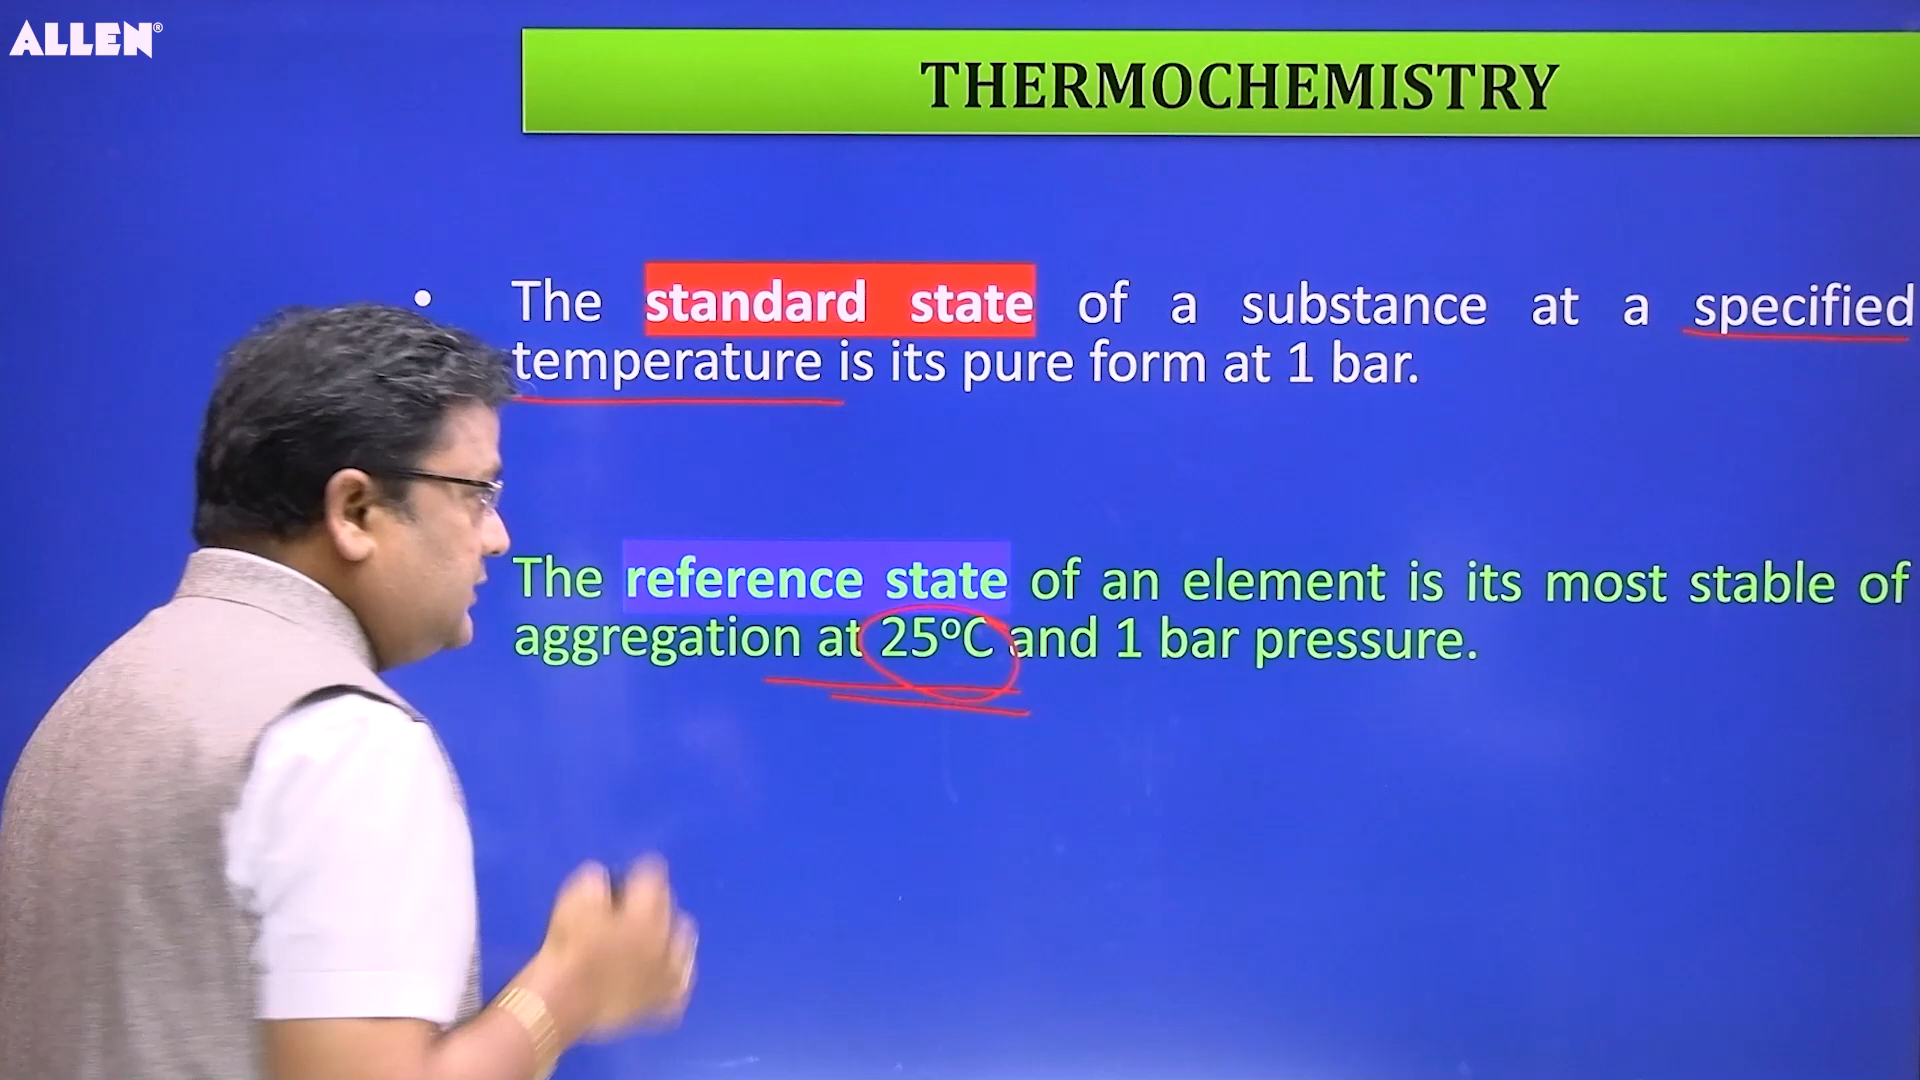 ALLEN®
THERMOCHEMISTRY
• The standard state of a substance at a specified
temperature is its pure form at 1 bar.
The reference state of an element is its most stable of
aggregation at 25ºC and 1 bar pressure.